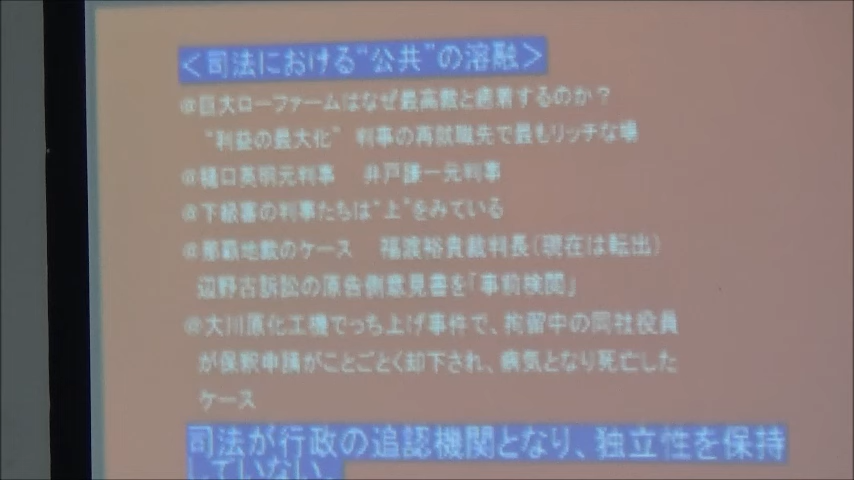 ＜司法における“公共”の溶融＞
@巨大ローファームはなぜ最高裁と癒着するのか？
“利益の最大化” 判事の再就職先で最もリッチな場
@樋口英明元判事 井戸謙一元判事
@下級審の判事たちは“上”をみている
@那覇地裁のケース 福渡裕貴裁判長（現在は転出）
辺野古訴訟の原告側意見書を「事前検閲」
@大川原化工機でっち上げ事件で、拘留中の同社役員
が保釈申請がことごとく却下され、病気となり死亡した
ケース
司法が行政の追認機関となり、独立性を保持
していない。